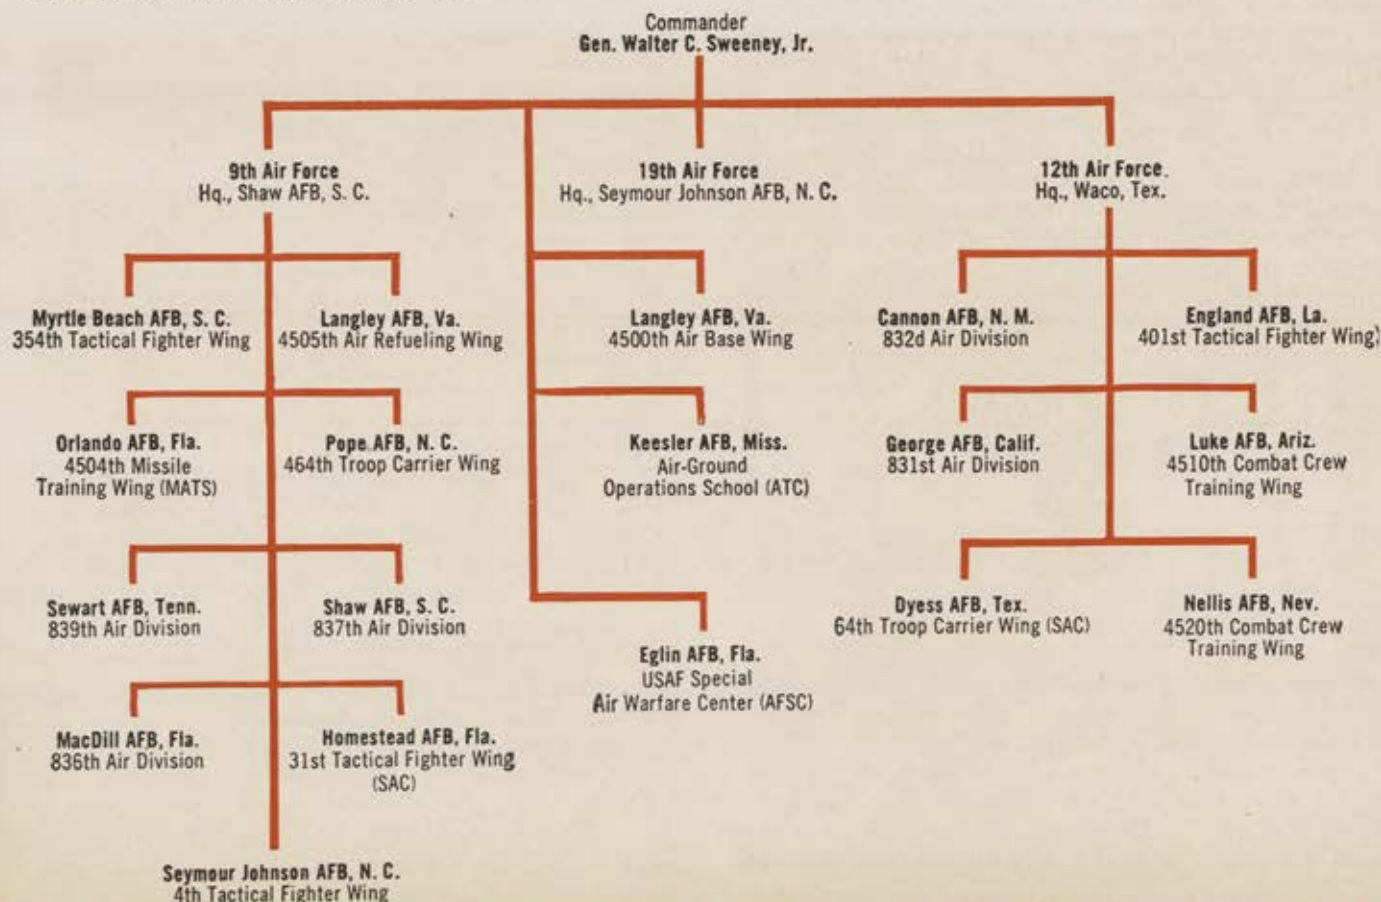 Commander
Gen. Walter C. Sweeney, Jr.
9th Air Force
Hq., Shaw AFB, S. C.
19th Air Force
Hq., Seymour Johnson AFB, N. C.
12th Air Force
Hq., Waco, Tex.
Myrtle Beach AFB, S. C.
354th Tactical Fighter Wing
Langley AFB, Va.
4505th Air Refueling Wing
Langley AFB, Va.
4500th Air Base Wing
Cannon AFB, N. M.
832d Air Division
England AFB, La.
401st Tactical Fighter Wing
Orlando AFB, Fla.
4504th Missile
Training Wing (MATS)
Pope AFB, N. C.
464th Troop Carrier Wing
Keesler AFB, Miss.
Air-Ground
Operations School (ATC)
George AFB, Calif.
831st Air Division
Luke AFB, Ariz.
4510th Combat Crew
Training Wing
Sewart AFB, Tenn.
839th Air Division
Shaw AFB, S. C.
837th Air Division
Eglin AFB, Fla.
USAF Special
Air Warfare Center (AFSC)
Dyess AFB, Tex.
64th Troop Carrier Wing (SAC)
Nellis AFB, Nev.
4520th Combat Crew
Training Wing
MacDill AFB, Fla.
836th Air Division
Homestead AFB, Fla.
31st Tactical Fighter Wing
(SAC)
Seymour Johnson AFB, N. C.
4th Tactical Fighter Wing